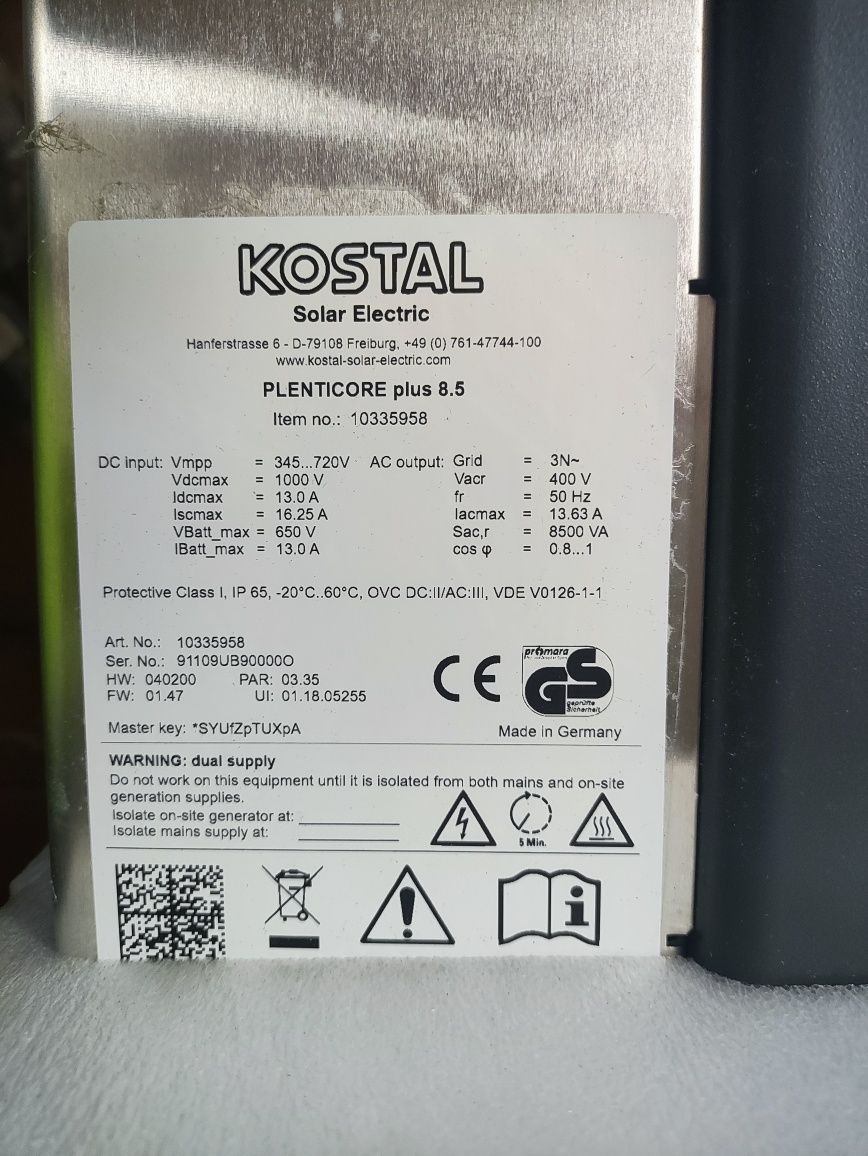 KOSTAL
Solar Electric
Hanferstrasse 6 - D-79108 Freiburg, +49 (0) 761-47744-100
www.kostal-solar-electric.com
PLENTICORE plus 8.5
Item no.: 10335958
DC input: Vmpp = 345...720V AC output: Grid = 3N~
Vdcmax = 1000 V Vacr = 400 V
Idcmax = 13.0 A fr = 50 Hz
Iscmax = 16.25 A Iacmax = 13.63 A
VBatt_max = 650 V Sac,r = 8500 VA
IBatt_max = 13.0 A cos φ = 0.8...1
Protective Class I, IP 65, -20°C..60°C, OVC DC:II/AC:III, VDE V0126-1-1
Art. No.: 10335958
Ser. No.: 91109UB90000O
HW: 040200 PAR: 03.35
FW: 01.47 UI: 01.18.05255
CE
GS
geprüfte
Sicherheit
Master key: *SYUfZpTUXpA Made in Germany
WARNING: dual supply
Do not work on this equipment until it is isolated from both mains and on-site
generation supplies.
Isolate on-site generator at:
Isolate mains supply at:
5 Min.